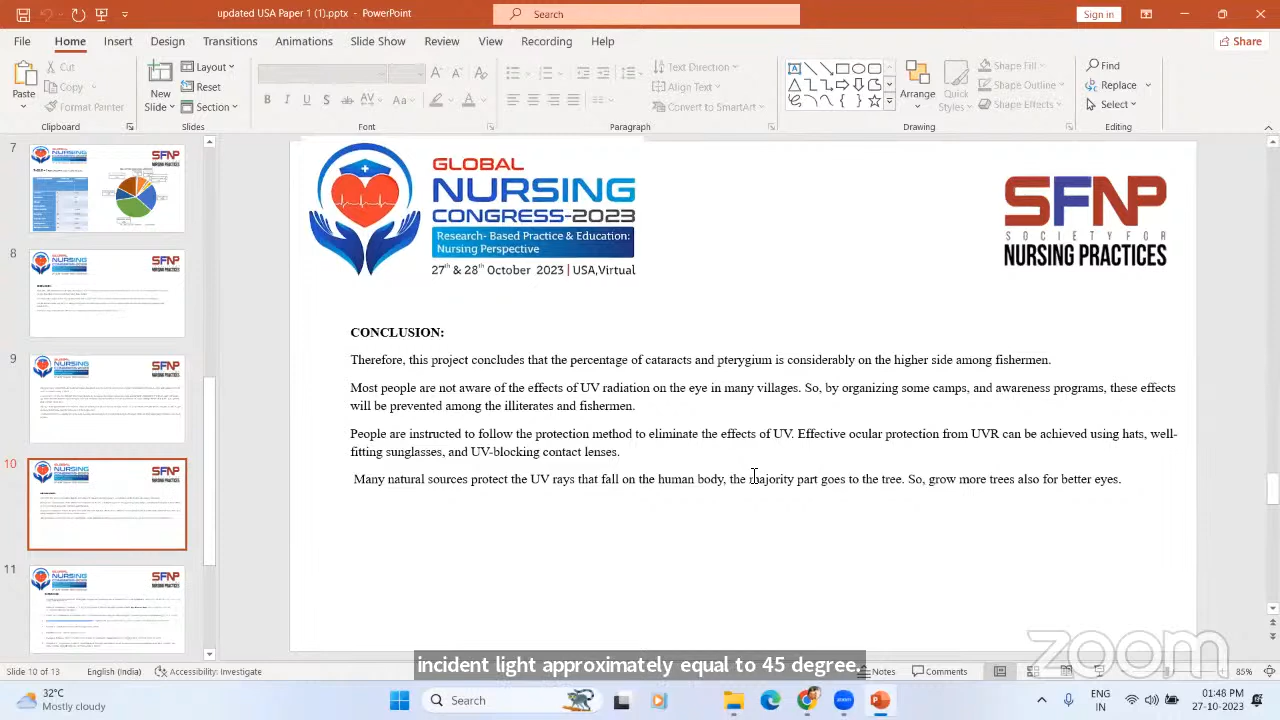 updated USA Paper 1 (1).pptx - PowerPoint
Search
Sign in
File Home Insert Design Transitions Animations Slide Show Review View Recording Help
Share
Paste
Cut
Copy
New Slide
Layout
Reset
Section
Text Direction
Align Text
Convert to SmartArt
Arrange
Quick Styles
Shape Fill
Shape Outline
Shape Effects
Find
Replace
Select
Clipboard Slides Font Paragraph Drawing Editing
7
8
9
10
11
GLOBAL
NURSING
CONGRESS-2023
Research- Based Practice & Education:
Nursing Perspective
27th & 28th October 2023 | USA,Virtual
SFNP
SOCIETY FOR
NURSING PRACTICES
CONCLUSION:
Therefore, this project concludes that the percentage of cataracts and pterygium is considerably on the higher sides among fishermen.
Most people are not aware of the effects of UV radiation on the eye in marine areas. So, by organizing eye camps, and awareness programs, these effects
will be prevented among the illiterates and fishermen.
People are instructed to follow the protection method to eliminate the effects of UV. Effective ocular protection from UVR can be achieved using hats, well-
fitting sunglasses, and UV-blocking contact lenses.
Many natural sources protect the UV rays that fall on the human body, the majority part goes to the tree. So, grow more trees also for better eyes.
zoom
incident light approximately equal to 45 degree.
Slide 10 of 13 English (India) Accessibility: Investigate
Notes Comments 85%
32°C
Mostly cloudy
Search
ENG
IN
01:48 PM
27-10-2023